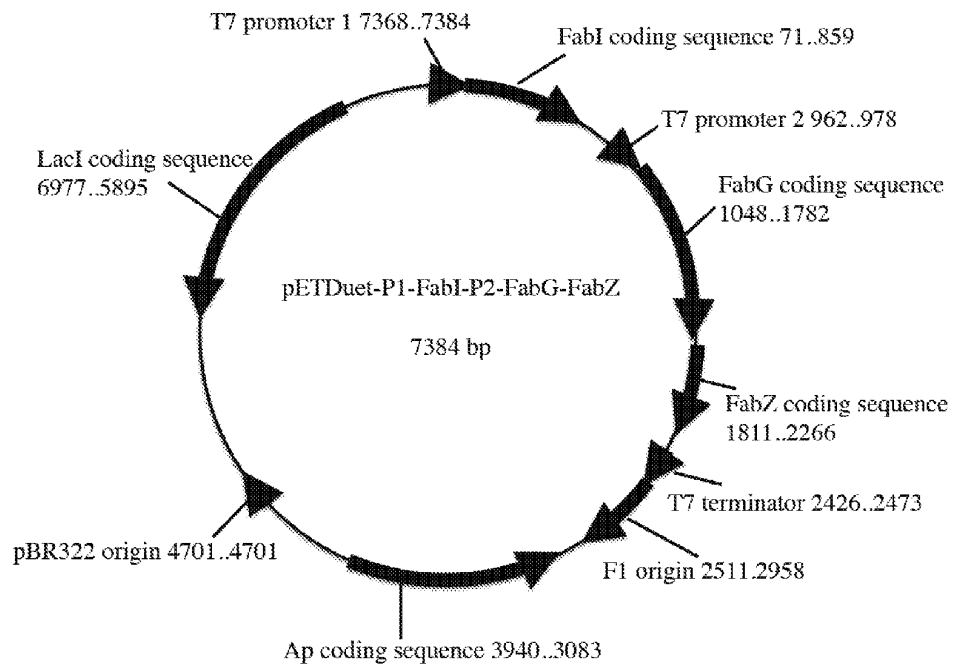 T7 promoter 1 7368..7384
FabI coding sequence 71..859
T7 promoter 2 962..978
LacI coding sequence
6977..5895
FabG coding sequence
1048..1782
pETDuet-P1-FabI-P2-FabG-FabZ
7384 bp
FabZ coding sequence
1811..2266
T7 terminator 2426..2473
pBR322 origin 4701..4701
F1 origin 2511..2958
Ap coding sequence 3940..3083